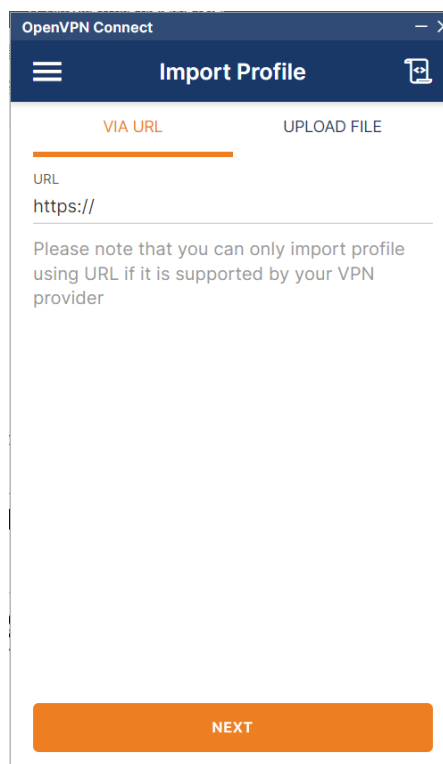 OpenVPN Connect
Import Profile
VIA URL
UPLOAD FILE
URL
https://
Please note that you can only import profile
using URL if it is supported by your VPN
provider
NEXT